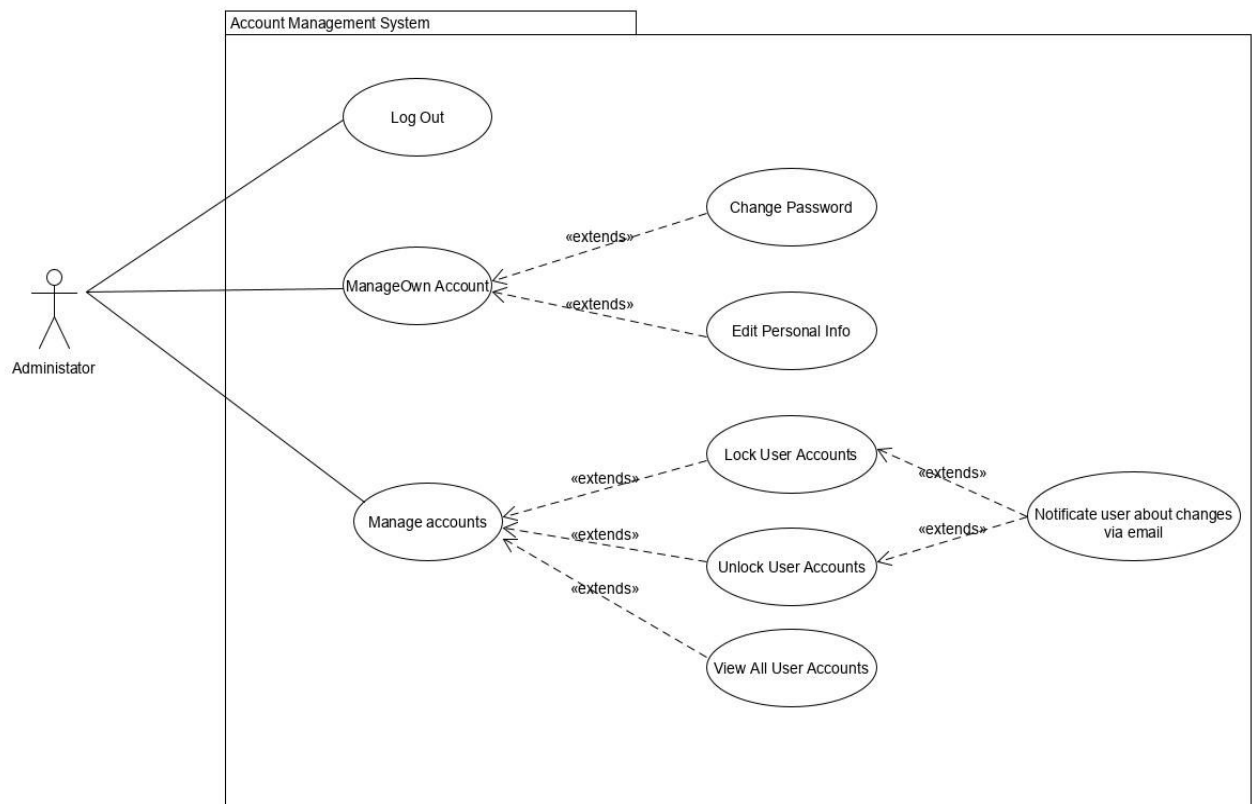 Account Management System
Log Out
Change Password
«extends»
ManageOwn Account
«extends»
Edit Personal Info
Administator
Lock User Accounts
«extends»
«extends»
Manage accounts
Notificate user about changes
via email
«extends»
«extends»
Unlock User Accounts
«extends»
View All User Accounts